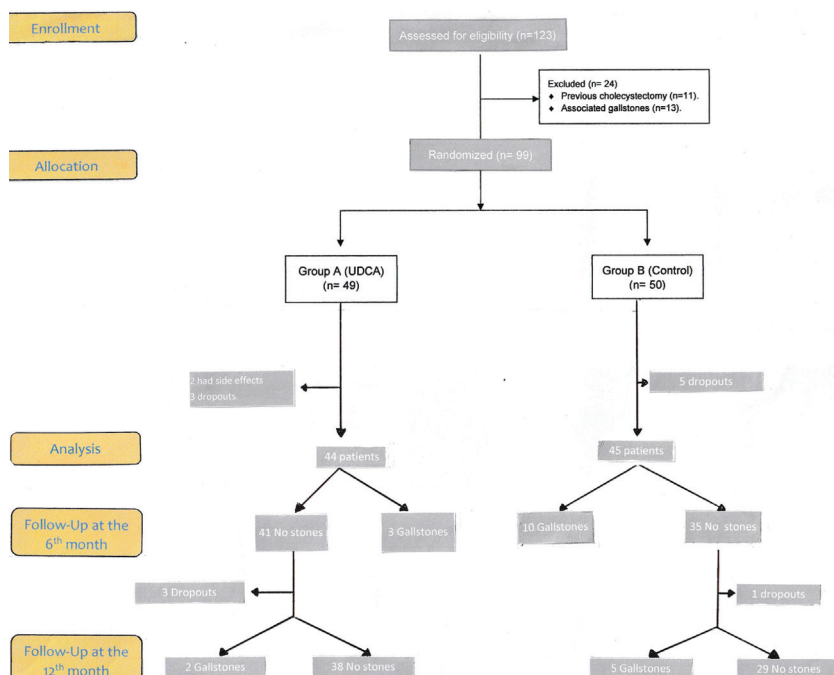 Enrollment
Assessed for eligibility (n=123)
Excluded (n= 24)
♦ Previous cholecystectomy (n=11).
♦ Associated gallstones (n=13).
Allocation
Randomized (n= 99)
Group A (UDCA)
(n= 49)
Group B (Control)
(n= 50)
2 had side effects
3 dropouts
5 dropouts
Analysis
44 patients
45 patients
Follow-Up at the
6th month
41 No stones
3 Gallstones
10 Gallstones
35 No stones
3 Dropouts
1 dropouts
Follow-Up at the
12th month
2 Gallstones
38 No stones
5 Gallstones
29 No stones